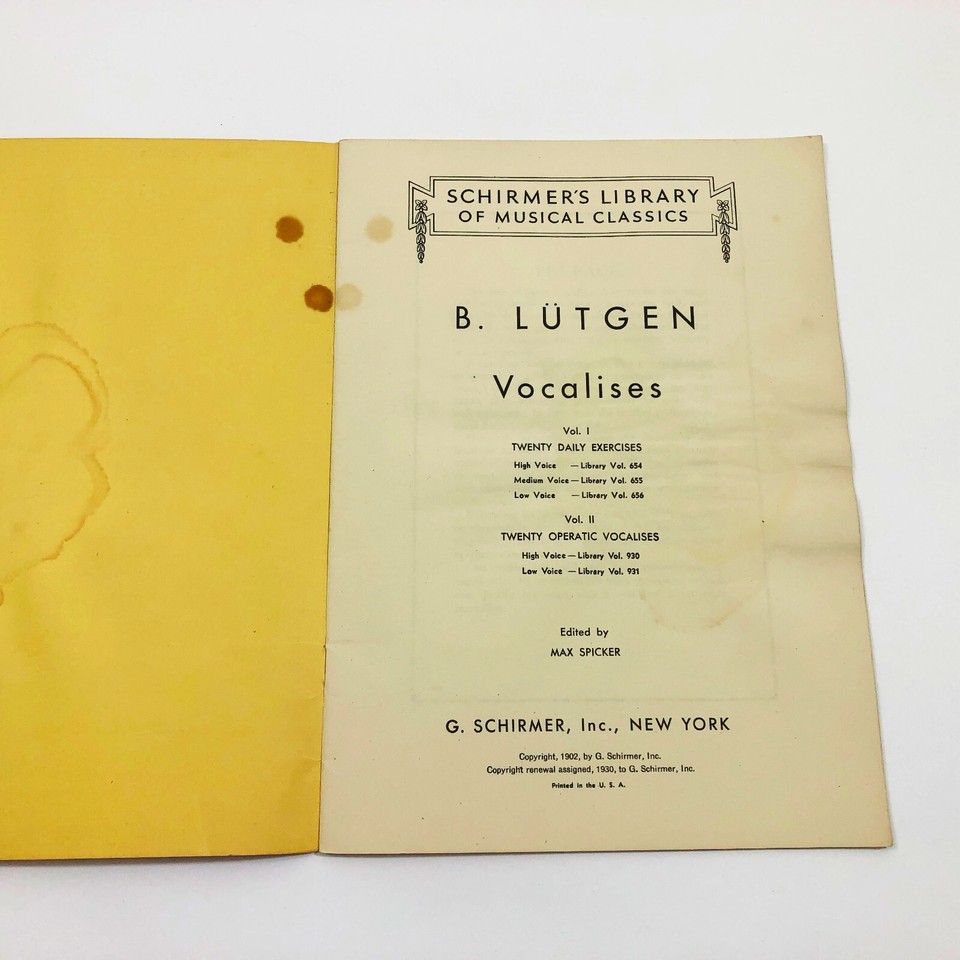 SCHIRMER'S LIBRARY
OF MUSICAL CLASSICS
B. LÜTGEN
Vocalises
Vol. I
TWENTY DAILY EXERCISES
High Voice — Library Vol. 654
Medium Voice — Library Vol. 655
Low Voice — Library Vol. 656
Vol. II
TWENTY OPERATIC VOCALISES
High Voice — Library Vol. 930
Low Voice — Library Vol. 931
Edited by
MAX SPICKER
G. SCHIRMER, Inc., NEW YORK
Copyright, 1902, by G. Schirmer, Inc.
Copyright renewal assigned, 1930, to G. Schirmer, Inc.
Printed in the U. S. A.